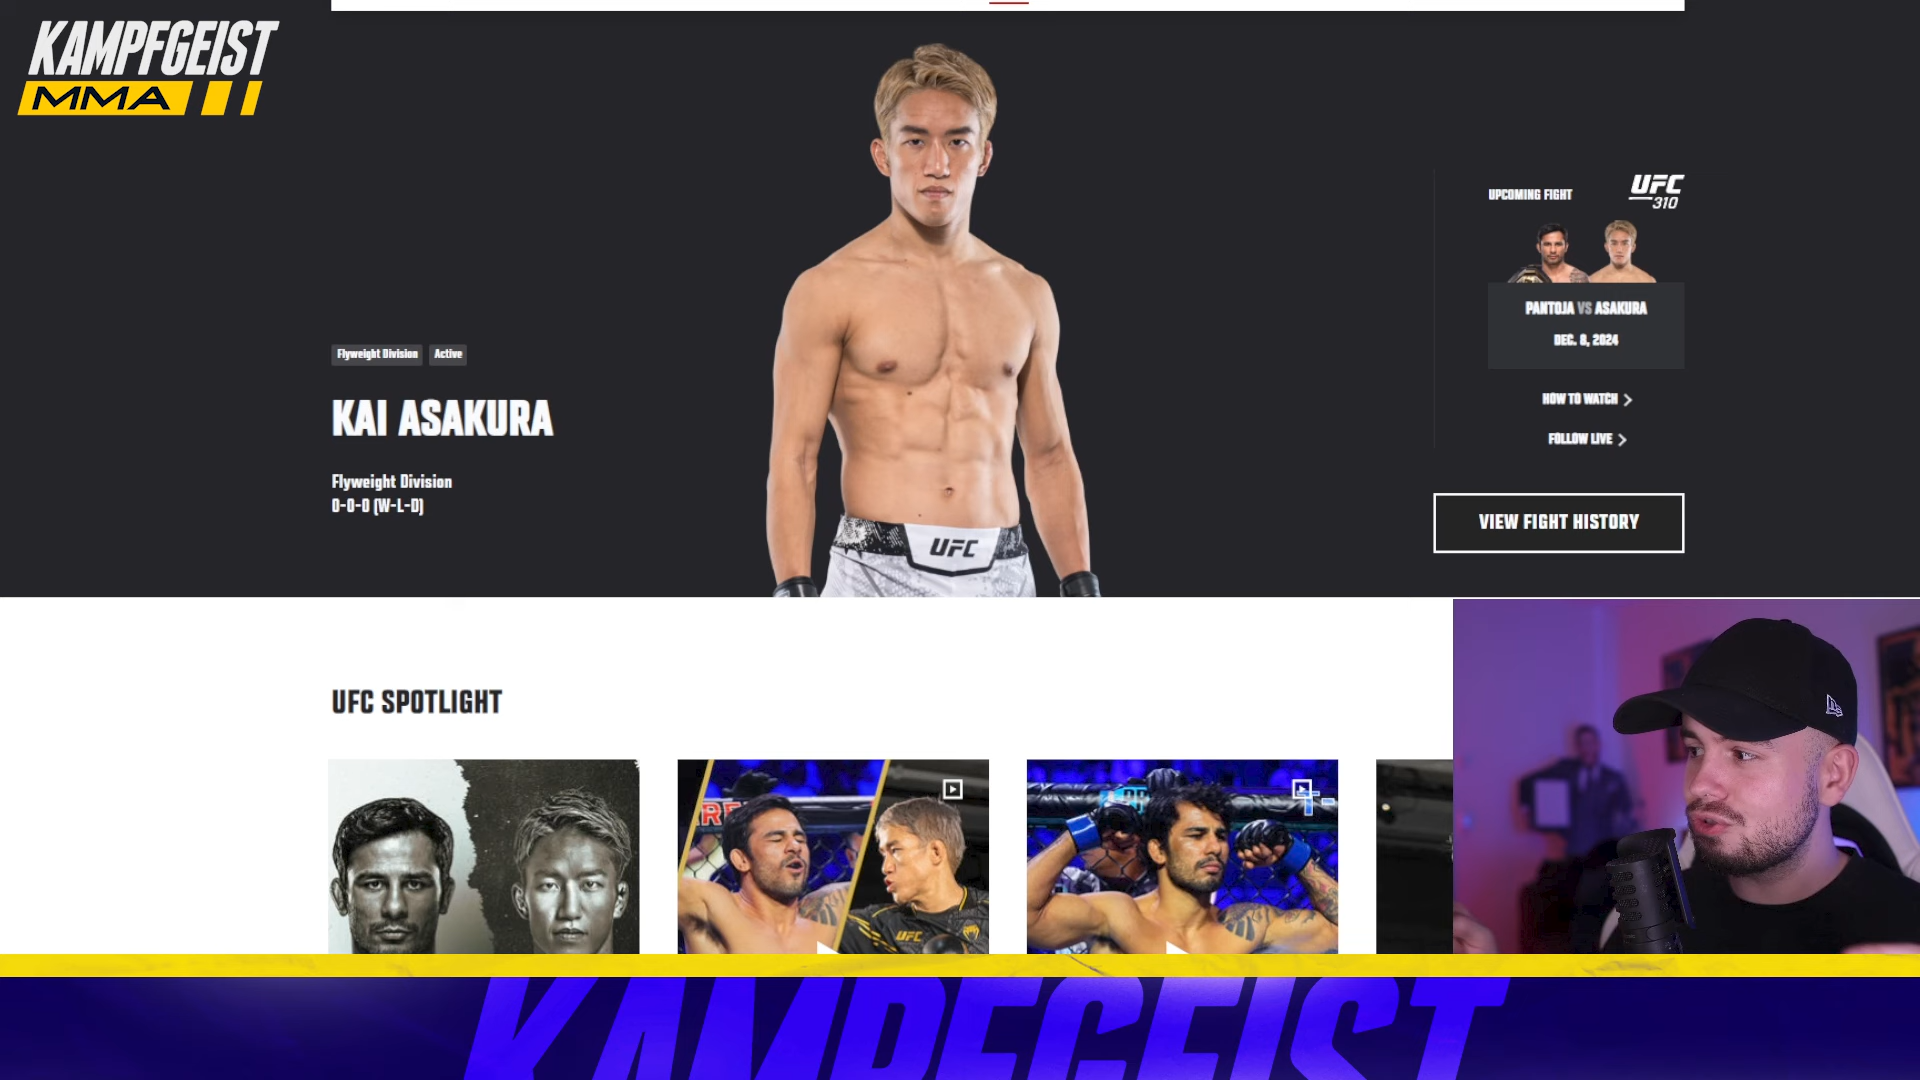 KAMPFGEIST
MMA
UPCOMING FIGHT
UFC
310
PANTOJA VS ASAKURA
DEC. 8, 2024
HOW TO WATCH
FOLLOW LIVE
VIEW FIGHT HISTORY
Flyweight Division
Active
KAI ASAKURA
Flyweight Division
0-0-0 (W-L-D)
UFC
UFC SPOTLIGHT
UFC
KAMPFGEIST